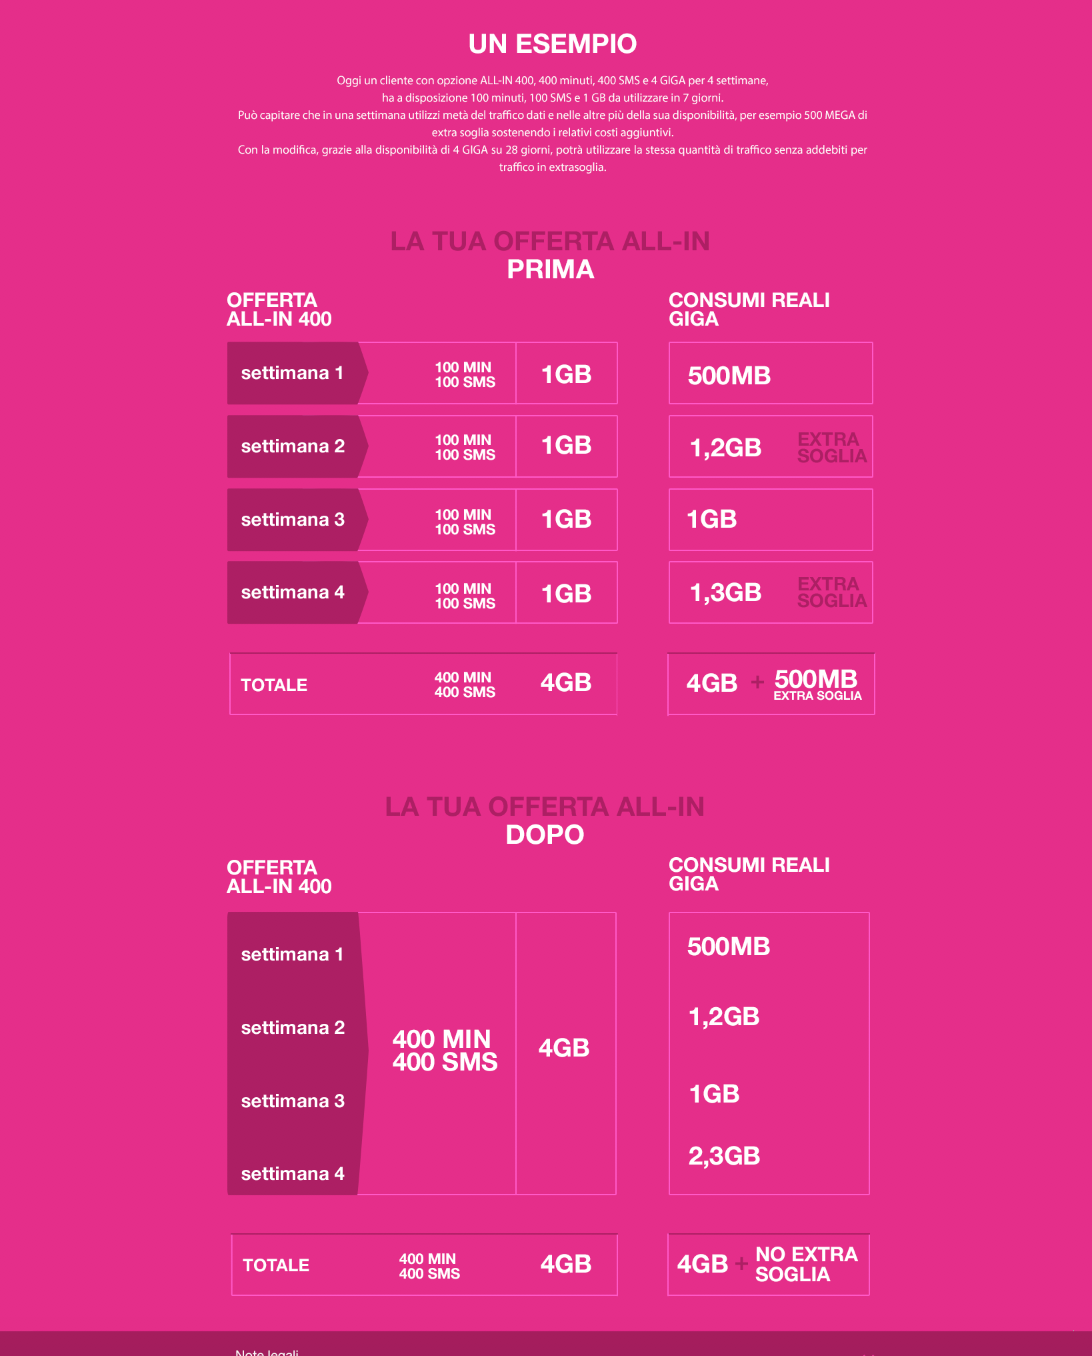 UN ESEMPIO
Oggi un cliente con opzione ALL-IN 400, 400 minuti, 400 SMS e 4 GIGA per 4 settimane,
ha a disposizione 100 minuti, 100 SMS e 1 GB da utilizzare in 7 giorni.
Può capitare che in una settimana utilizzi metà del traffico dati e nelle altre più della sua disponibilità, per esempio 500 MEGA di
extra soglia sostenendo i relativi costi aggiuntivi.
Con la modifica, grazie alla disponibilità di 4 GIGA su 28 giorni, potrà utilizzare la stessa quantità di traffico senza addebiti per
traffico in extrasoglia.
LA TUA OFFERTA ALL-IN
PRIMA
OFFERTA
ALL-IN 400
CONSUMI REALI
GIGA
settimana 1
100 MIN
100 SMS
1GB
500MB
settimana 2
100 MIN
100 SMS
1GB
1,2GB
EXTRA
SOGLIA
settimana 3
100 MIN
100 SMS
1GB
1GB
settimana 4
100 MIN
100 SMS
1GB
1,3GB
EXTRA
SOGLIA
TOTALE
400 MIN
400 SMS
4GB
4GB + 500MB
EXTRA SOGLIA
LA TUA OFFERTA ALL-IN
DOPO
OFFERTA
ALL-IN 400
CONSUMI REALI
GIGA
settimana 1
settimana 2
settimana 3
settimana 4
400 MIN
400 SMS
4GB
500MB
1,2GB
1GB
2,3GB
TOTALE
400 MIN
400 SMS
4GB
4GB + NO EXTRA
SOGLIA
Note legali